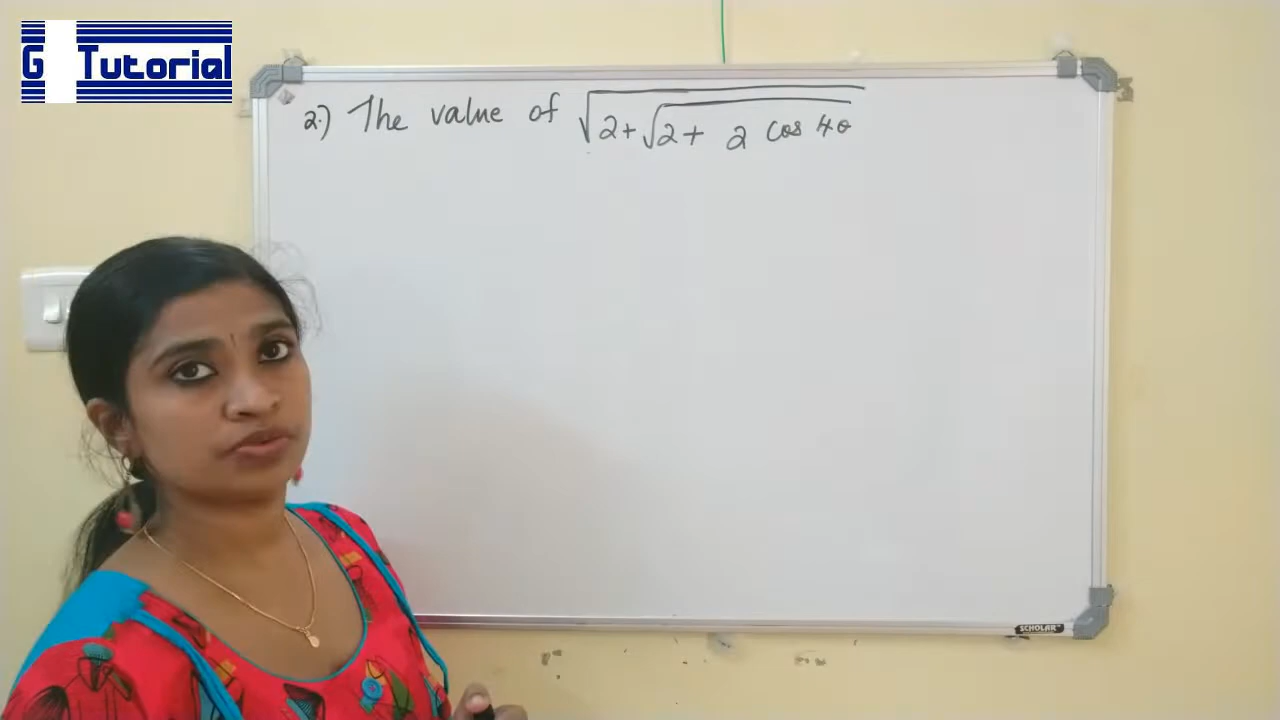 G Tutorial
2.) The value of √(2+√(2+ 2 cos 4θ))
SCHOLAR